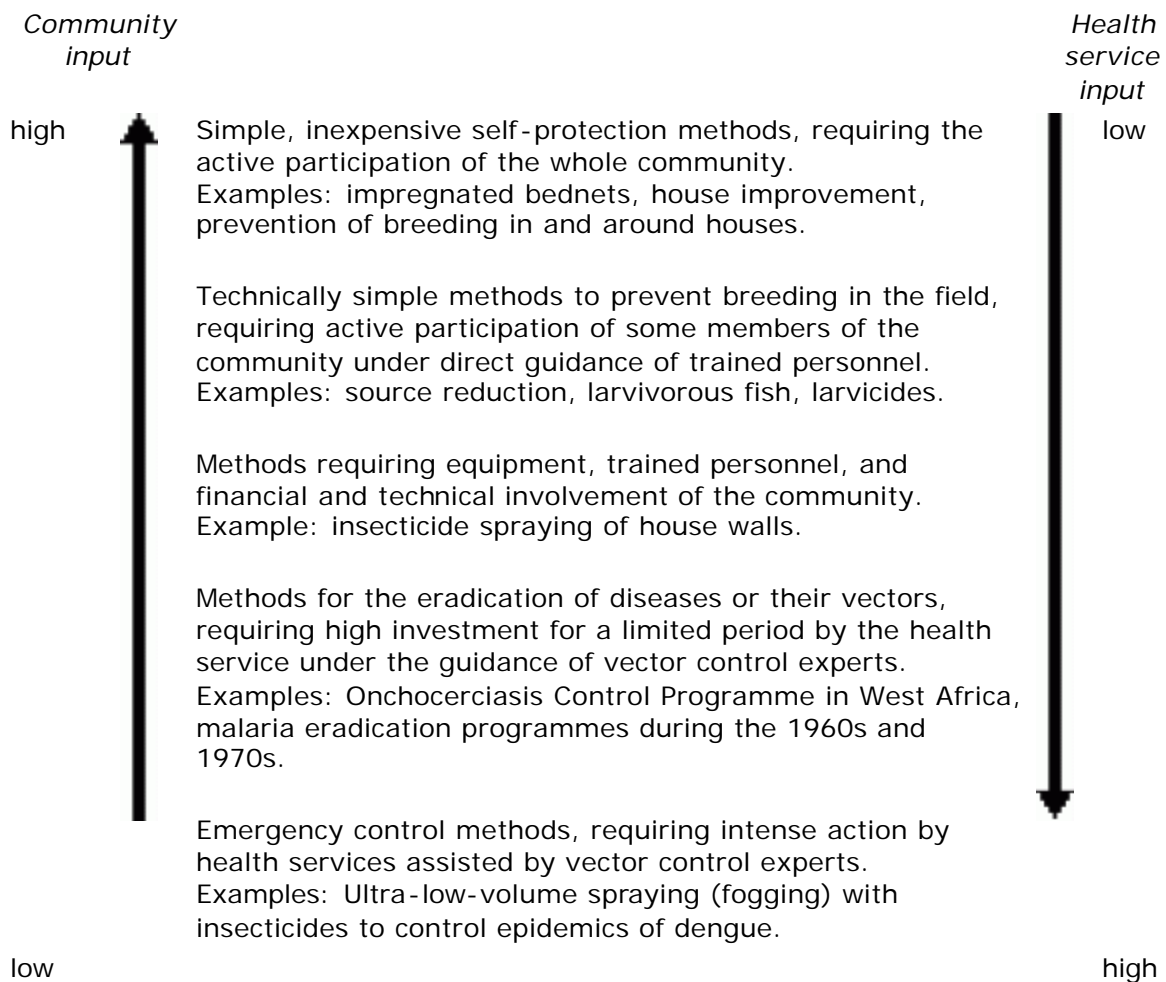 Community
input
Health
service
input
high
low
Simple, inexpensive self-protection methods, requiring the
active participation of the whole community.
Examples: impregnated bednets, house improvement,
prevention of breeding in and around houses.
Technically simple methods to prevent breeding in the field,
requiring active participation of some members of the
community under direct guidance of trained personnel.
Examples: source reduction, larvivorous fish, larvicides.
Methods requiring equipment, trained personnel, and
financial and technical involvement of the community.
Example: insecticide spraying of house walls.
Methods for the eradication of diseases or their vectors,
requiring high investment for a limited period by the health
service under the guidance of vector control experts.
Examples: Onchocerciasis Control Programme in West Africa,
malaria eradication programmes during the 1960s and
1970s.
Emergency control methods, requiring intense action by
health services assisted by vector control experts.
Examples: Ultra-low-volume spraying (fogging) with
insecticides to control epidemics of dengue.
low
high